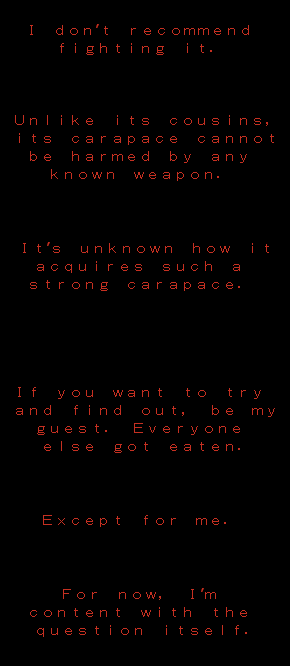 I don't recommend
fighting it.
Unlike its cousins,
its carapace cannot
be harmed by any
known weapon.
It's unknown how it
acquires such a
strong carapace.
If you want to try
and find out, be my
guest. Everyone
else got eaten.
Except for me.
For now, I'm
content with the
question itself.